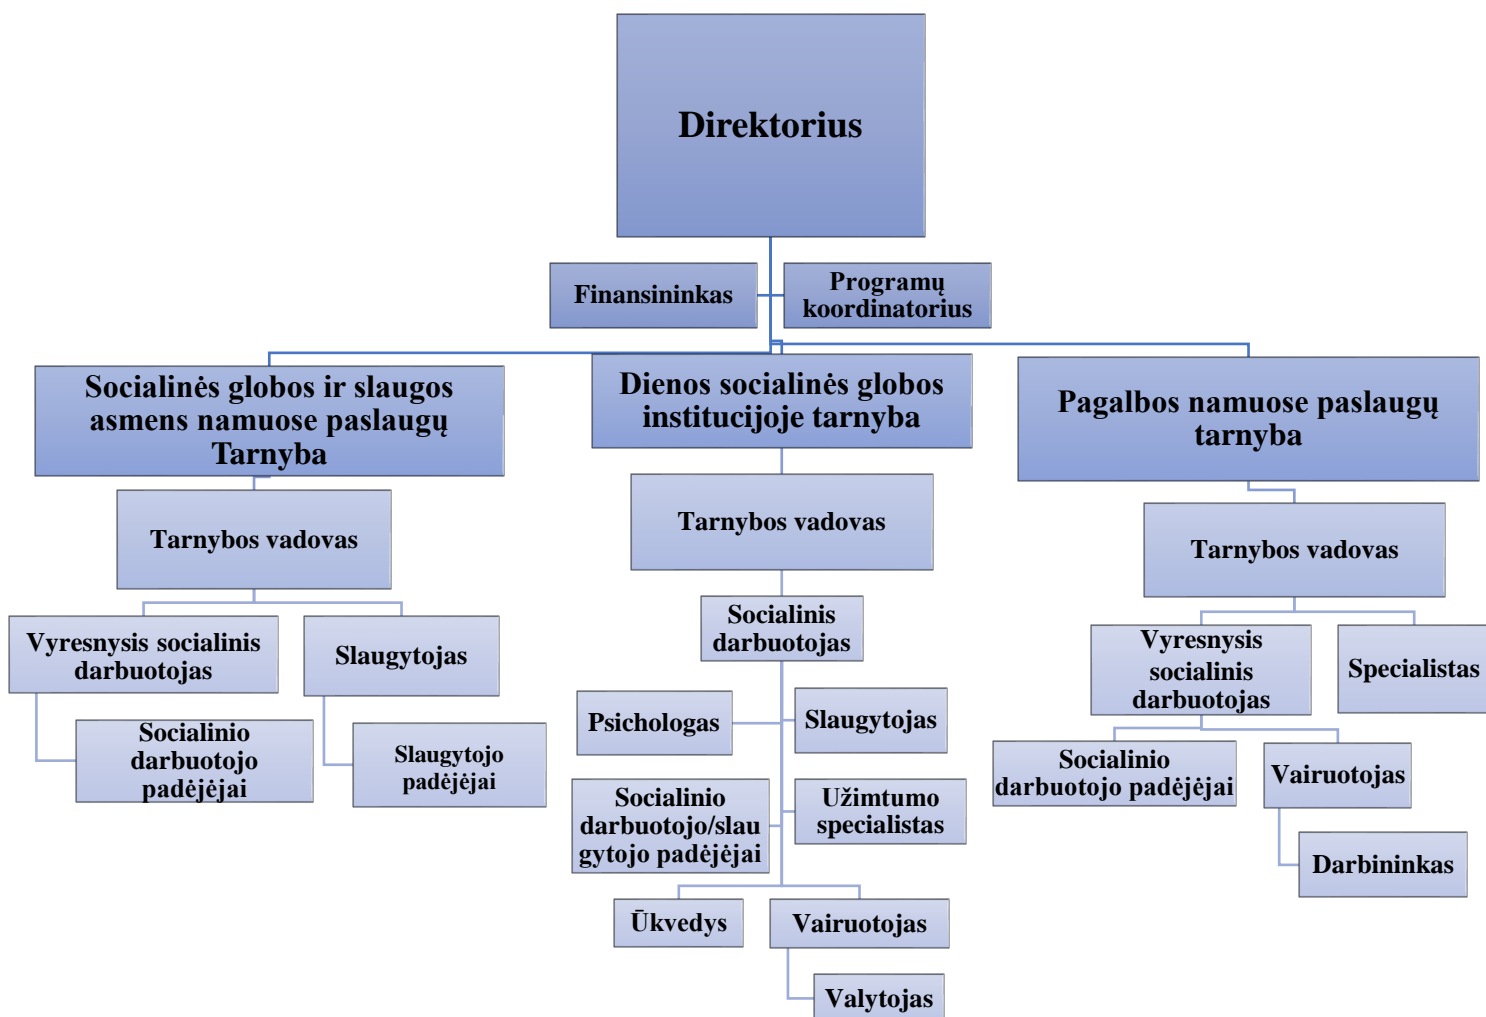 Direktorius
Finansininkas
Programų
koordinatorius
Socialinės globos ir slaugos
asmens namuose paslaugų
Tarnyba
Dienos socialinės globos
institucijoje tarnyba
Pagalbos namuose paslaugų
tarnyba
Tarnybos vadovas
Vyresnysis socialinis
darbuotojas
Socialinio
darbuotojo
padėjėjai
Slaugytojas
Slaugytojo
padėjėjai
Tarnybos vadovas
Socialinis
darbuotojas
Psichologas
Slaugytojas
Socialinio
darbuotojo/slau
gytojo padėjėjai
Užimtumo
specialistas
Ūkvedys
Vairuotojas
Valytojas
Tarnybos vadovas
Vyresnysis
socialinis
darbuotojas
Specialistas
Socialinio
darbuotojo padėjėjai
Vairuotojas
Darbininkas